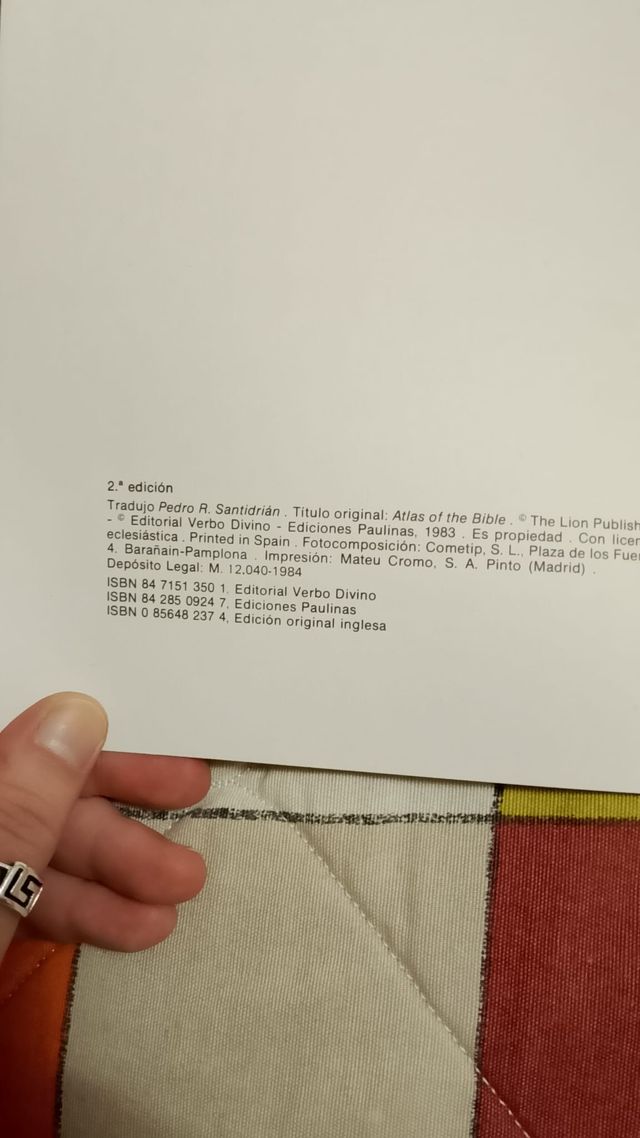 2.ª edición
Tradujo Pedro R. Santidrián . Título original: Atlas of the Bible . © The Lion Publish
- © Editorial Verbo Divino - Ediciones Paulinas, 1983 . Es propiedad . Con licen
eclesiástica . Printed in Spain . Fotocomposición: Cometip, S. L., Plaza de los Fue
4. Barañain-Pamplona . Impresión: Mateu Cromo, S. A. Pinto (Madrid) .
Depósito Legal: M. 12.040-1984
ISBN 84 7151 350 1, Editorial Verbo Divino
ISBN 84 285 0924 7, Ediciones Paulinas
ISBN 0 85648 237 4, Edición original inglesa